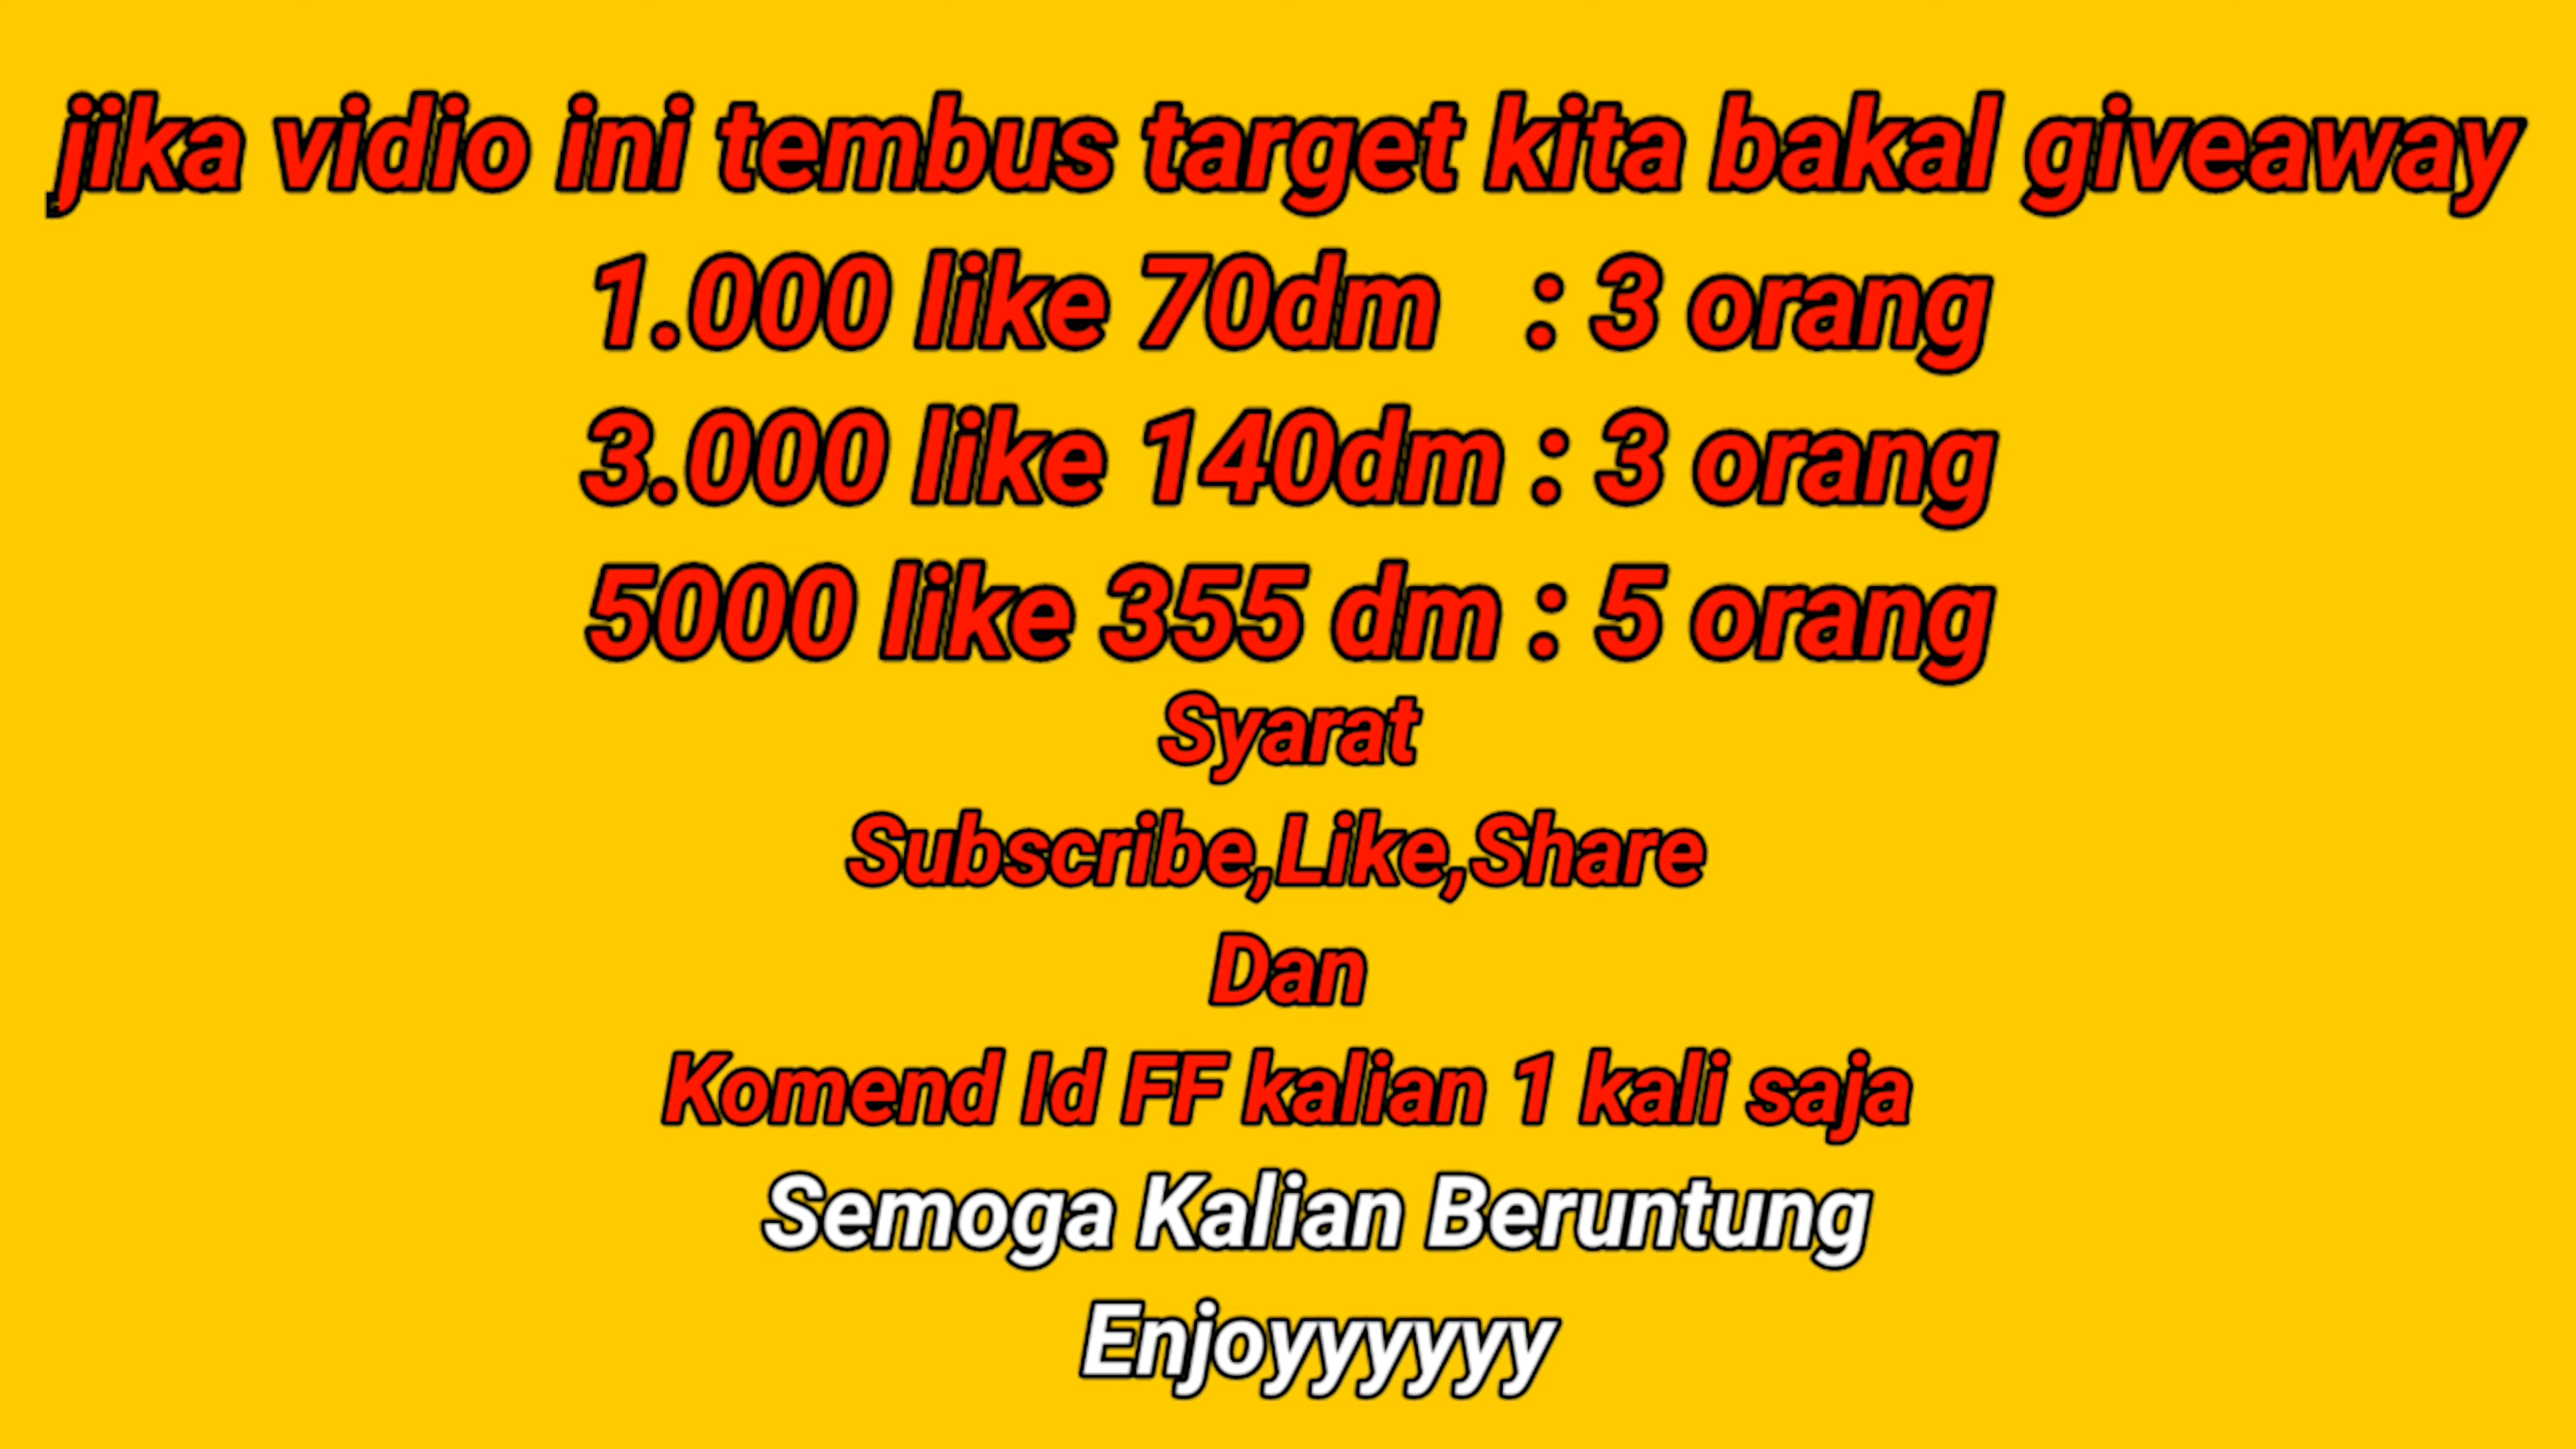 jika vidio ini tembus target kita bakal giveaway
1.000 like 70dm : 3 orang
3.000 like 140dm : 3 orang
5000 like 355 dm : 5 orang
Syarat
Subscribe,Like,Share
Dan
Komend Id FF kalian 1 kali saja
Semoga Kalian Beruntung
Enjoyyyyyy